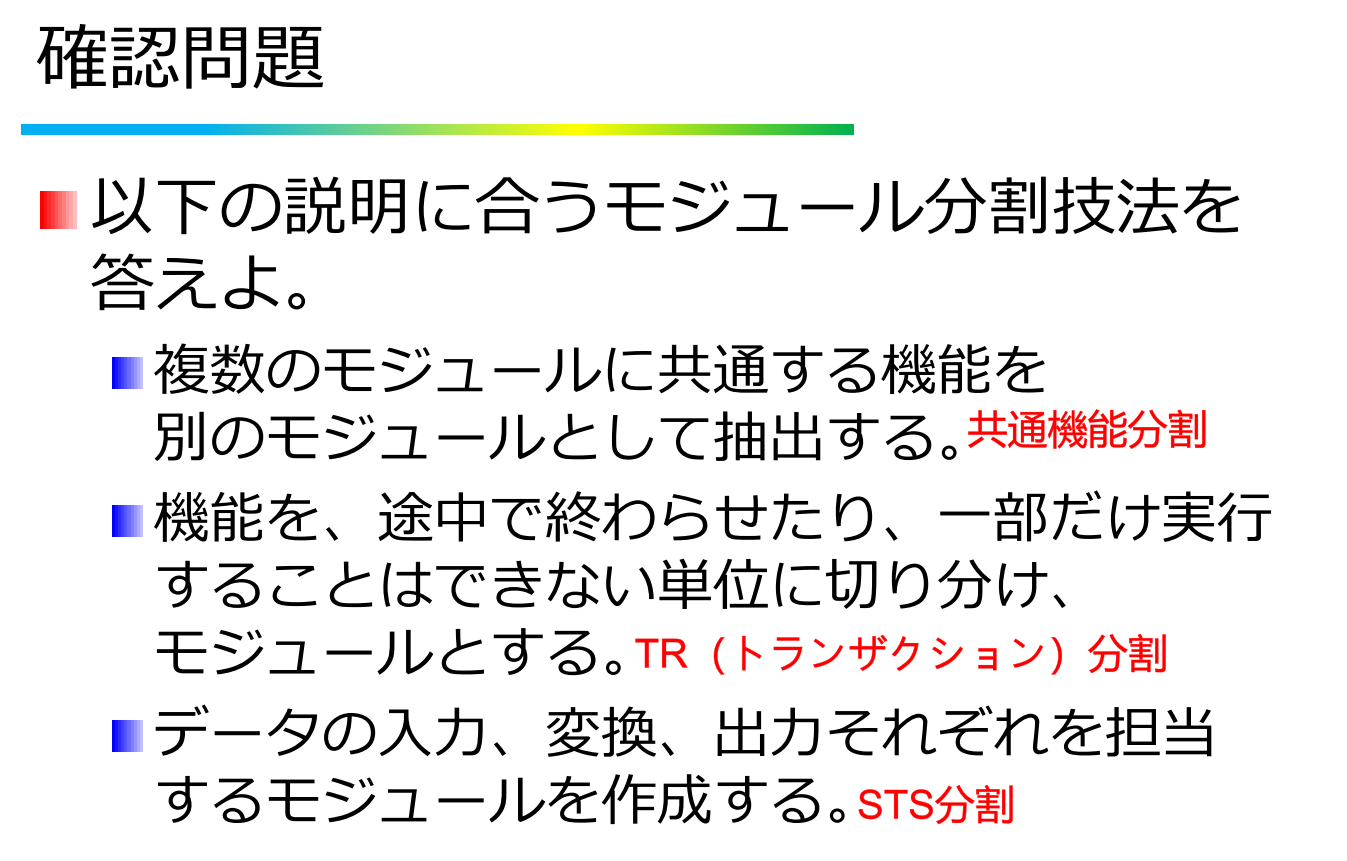 確認問題
以下の説明に合うモジュール分割技法を
答えよ。
複数のモジュールに共通する機能を
別のモジュールとして抽出する。共通機能分割
機能を、途中で終わらせたり、一部だけ実行
することはできない単位に切り分け、
モジュールとする。TR（トランザクション）分割
データの入力、変換、出力それぞれを担当
するモジュールを作成する。STS分割